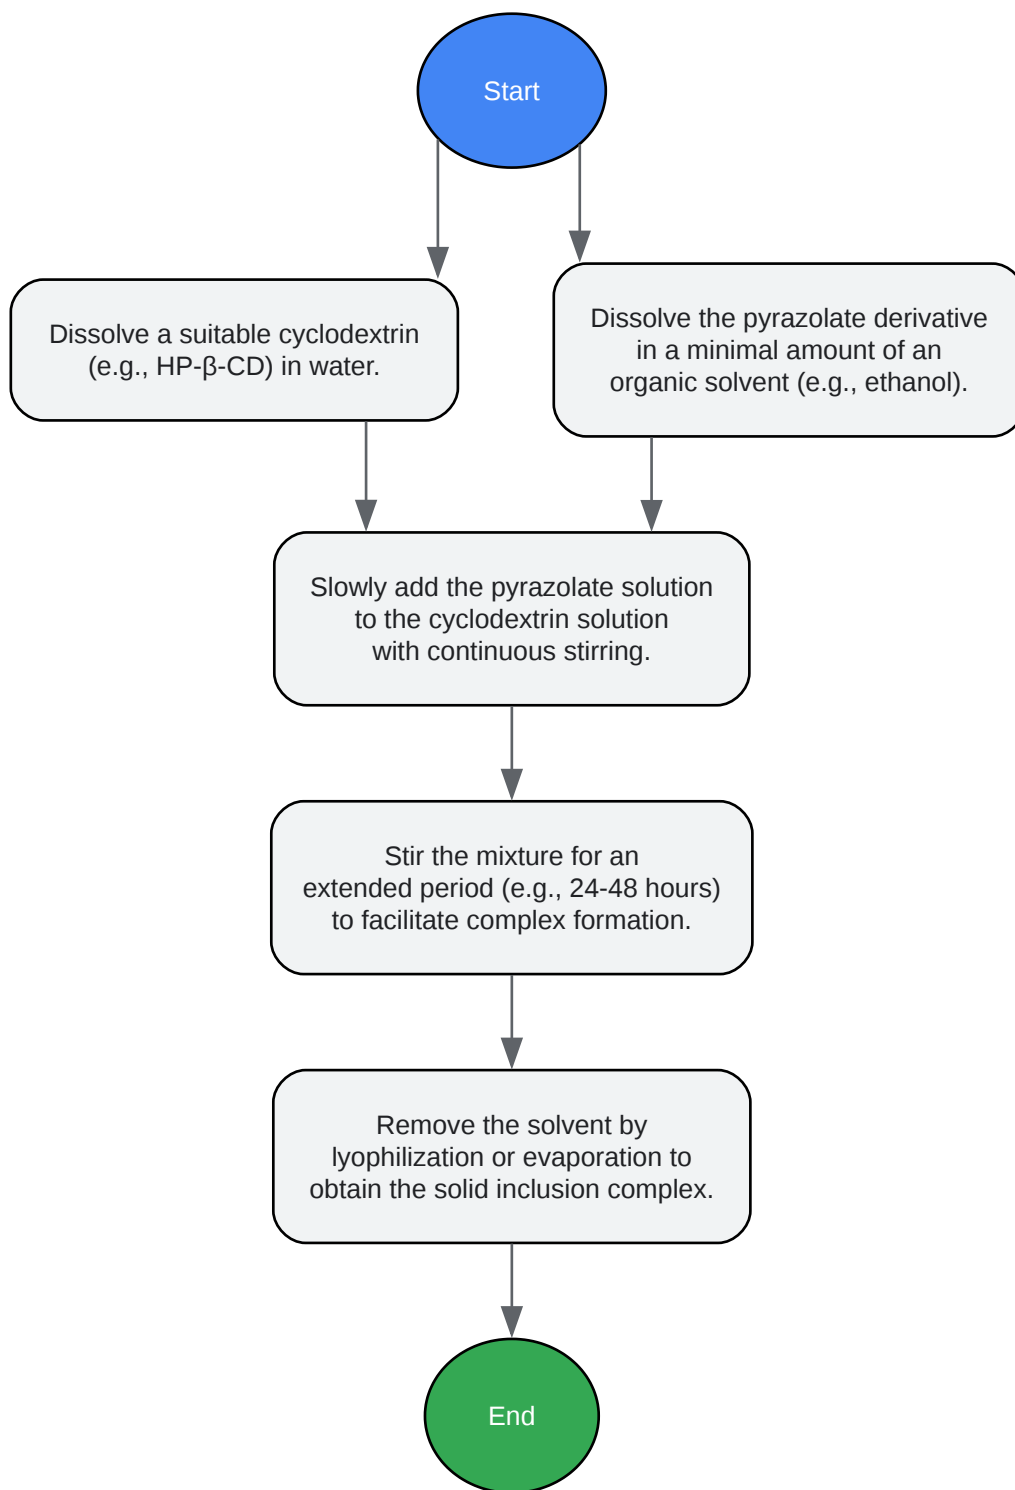 Start
Dissolve a suitable cyclodextrin
(e.g., HP-β-CD) in water.
Dissolve the pyrazolate derivative
in a minimal amount of an
organic solvent (e.g., ethanol).
Slowly add the pyrazolate solution
to the cyclodextrin solution
with continuous stirring.
Stir the mixture for an
extended period (e.g., 24-48 hours)
to facilitate complex formation.
Remove the solvent by
lyophilization or evaporation to
obtain the solid inclusion complex.
End